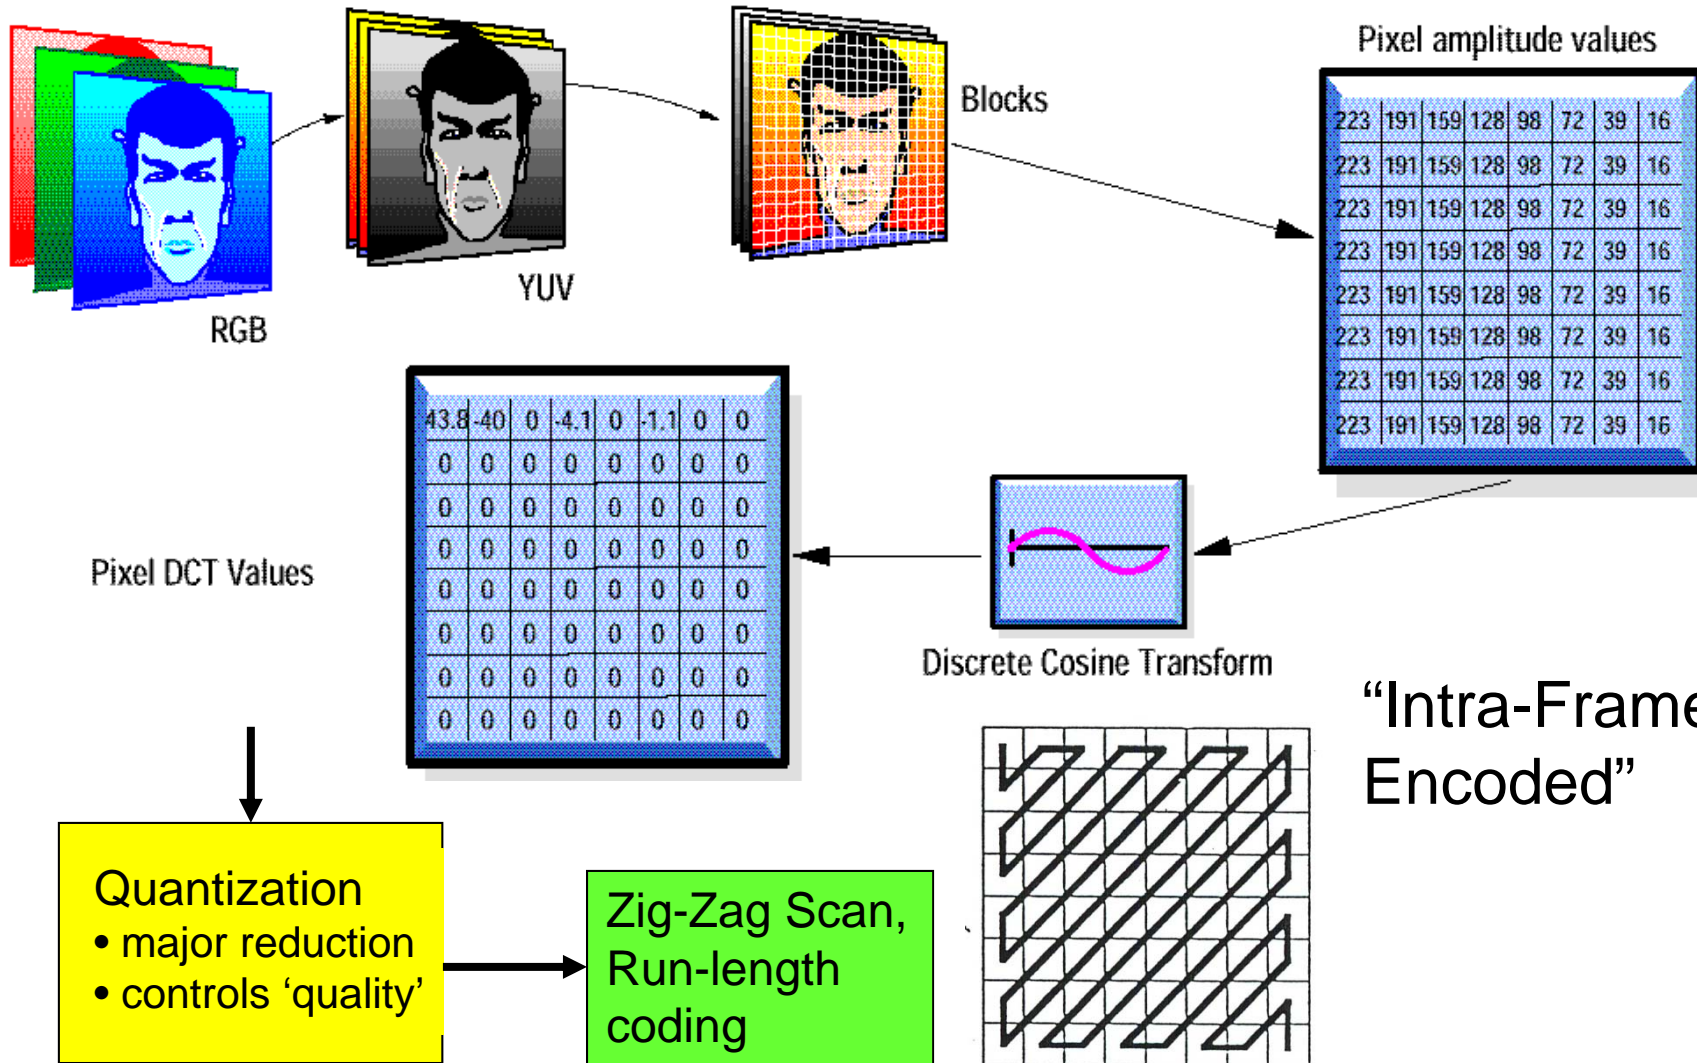 Pixel amplitude values
Blocks
YUV
RGB
223 191 159 128 98 72 39 16
223 191 159 128 98 72 39 16
223 191 159 128 98 72 39 16
223 191 159 128 98 72 39 16
223 191 159 128 98 72 39 16
223 191 159 128 98 72 39 16
223 191 159 128 98 72 39 16
223 191 159 128 98 72 39 16
43.8 -40 0 -4.1 0 -1.1 0 0
0 0 0 0 0 0 0 0
0 0 0 0 0 0 0 0
0 0 0 0 0 0 0 0
0 0 0 0 0 0 0 0
0 0 0 0 0 0 0 0
0 0 0 0 0 0 0 0
0 0 0 0 0 0 0 0
Pixel DCT Values
Discrete Cosine Transform
“Intra-Frame
Encoded”
Quantization
• major reduction
• controls ‘quality’
Zig-Zag Scan,
Run-length
coding